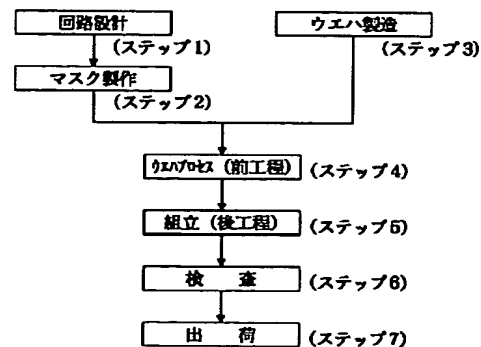 回路設計
(ステップ1)
ウエハ製造
(ステップ3)
マスク製作
(ステップ2)
ウエハプロセス (前工程)
(ステップ4)
組立 (後工程)
(ステップ5)
検 査
(ステップ6)
出 荷
(ステップ7)